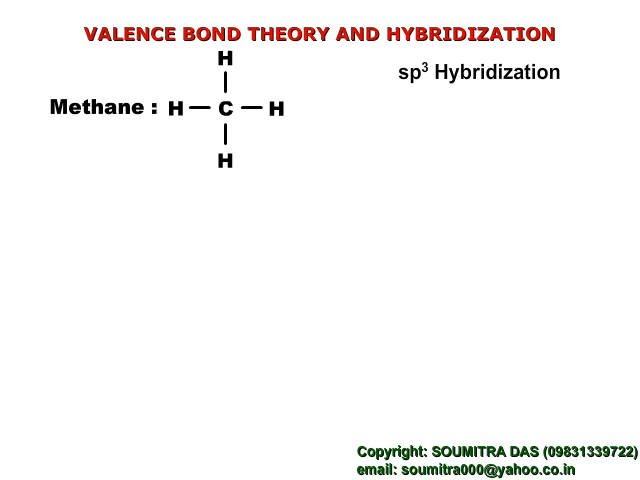 VALENCE BOND THEORY AND HYBRIDIZATION
sp³ Hybridization
H
Methane : H — C — H
H
Copyright: SOUMITRA DAS (09831339722)
email: soumitra000@yahoo.co.in